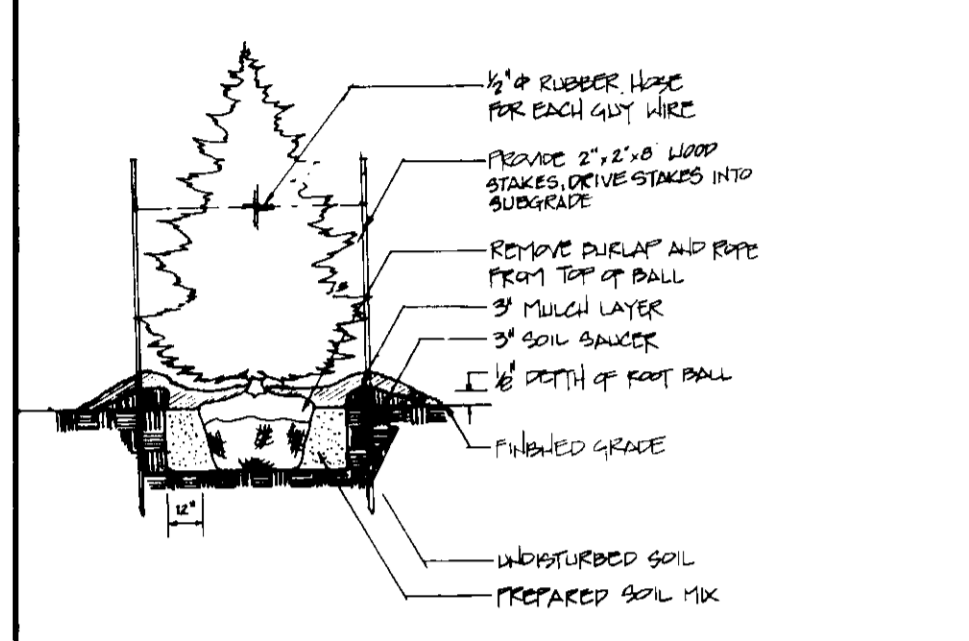 ½" Φ RUBBER HOSE
FOR EACH GUY WIRE
PROVIDE 2"x2"x8' WOOD
STAKES, DRIVE STAKES INTO
SUBGRADE
REMOVE BURLAP AND ROPE
FROM TOP OF BALL
3" MULCH LAYER
3" SOIL SAUCER
⅛" DEPTH OF ROOT BALL
FINISHED GRADE
12"
UNDISTURBED SOIL
PREPARED SOIL MIX